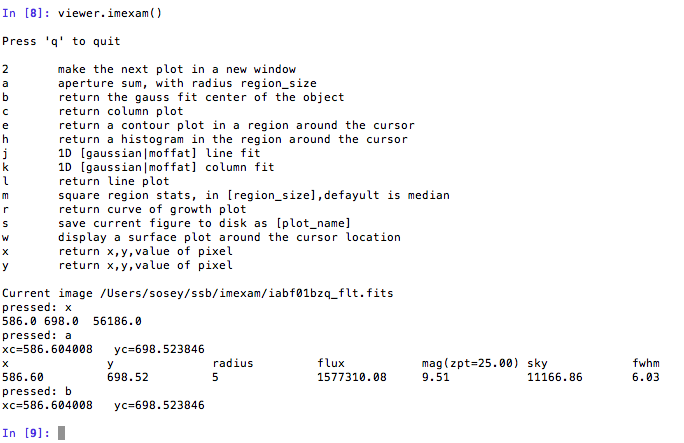 In [8]: viewer.imexam()
Press 'q' to quit
2 make the next plot in a new window
a aperture sum, with radius region_size
b return the gauss fit center of the object
c return column plot
e return a contour plot in a region around the cursor
h return a histogram in the region around the cursor
j 1D [gaussian|moffat] line fit
k 1D [gaussian|moffat] column fit
l return line plot
m square region stats, in [region_size],defayult is median
r return curve of growth plot
s save current figure to disk as [plot_name]
w display a surface plot around the cursor location
x return x,y,value of pixel
y return x,y,value of pixel
Current image /Users/sosey/ssb/imexam/iabf01bzq_flt.fits
pressed: x
586.0 698.0 56186.0
pressed: a
xc=586.604008 yc=698.523846
x y radius flux mag(zpt=25.00) sky fwhm
586.60 698.52 5 1577310.08 9.51 11166.86 6.03
pressed: b
xc=586.604008 yc=698.523846
In [9]: